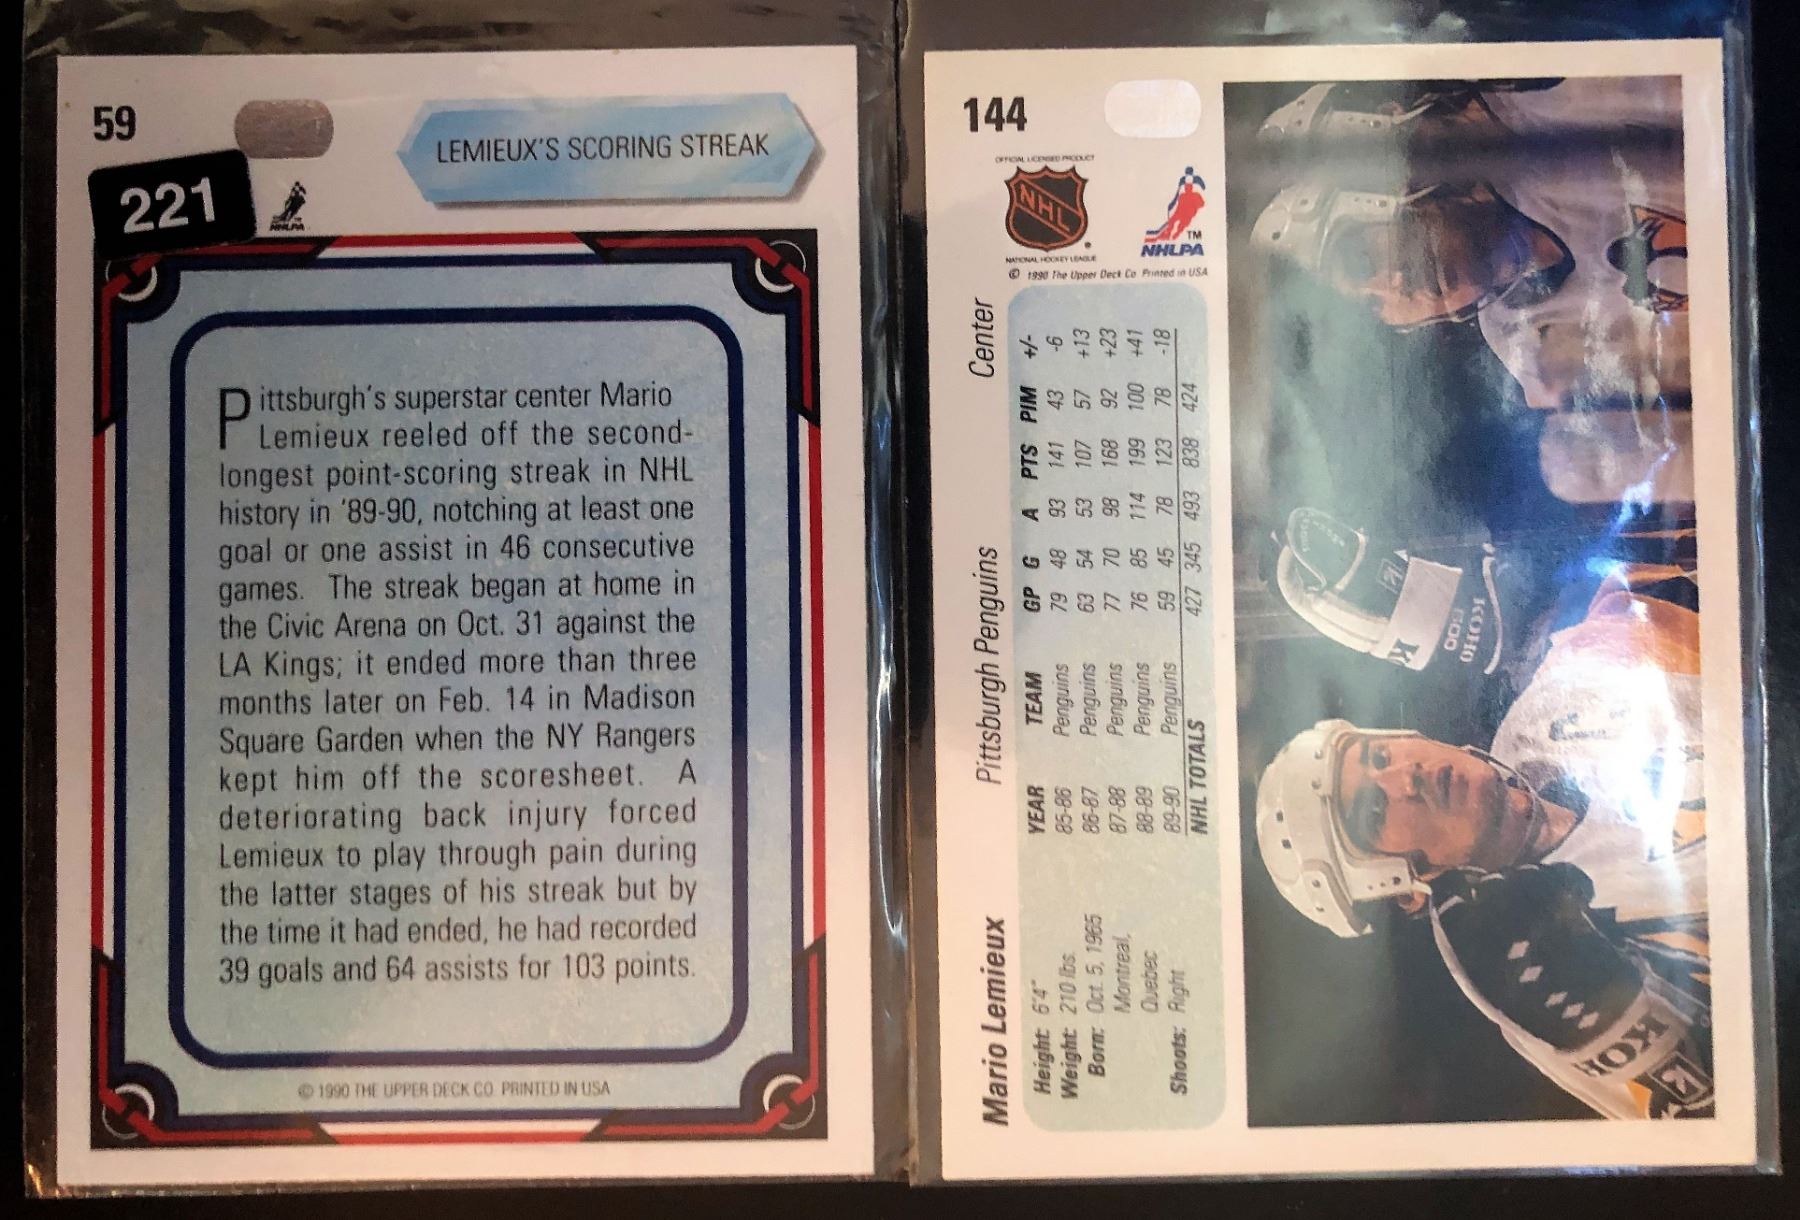 59
LEMIEUX'S SCORING STREAK
221
NHLPA
Pittsburgh's superstar center Mario
Lemieux reeled off the second-
longest point-scoring streak in NHL
history in '89-90, notching at least one
goal or one assist in 46 consecutive
games. The streak began at home in
the Civic Arena on Oct. 31 against the
LA Kings; it ended more than three
months later on Feb. 14 in Madison
Square Garden when the NY Rangers
kept him off the scoresheet. A
deteriorating back injury forced
Lemieux to play through pain during
the latter stages of his streak but by
the time it had ended, he had recorded
39 goals and 64 assists for 103 points.
© 1990 THE UPPER DECK CO. PRINTED IN USA
144
OFFICIAL LICENSED PRODUCT
NHL
NATIONAL HOCKEY LEAGUE
TM
NHLPA
© 1990 The Upper Deck Co. Printed in USA
Mario Lemieux Pittsburgh Penguins Center
Height: 6'4"
Weight: 210 lbs.
Born: Oct. 5, 1965
Montreal,
Quebec
Shoots: Right
YEAR TEAM GP G A PTS PIM +/-
85-86 Penguins 79 48 93 141 43 -6
86-87 Penguins 63 54 53 107 57 +13
87-88 Penguins 77 70 98 168 92 +23
88-89 Penguins 76 85 114 199 100 +41
89-90 Penguins 59 45 78 123 78 -18
NHL TOTALS 427 345 493 838 424
KOHO